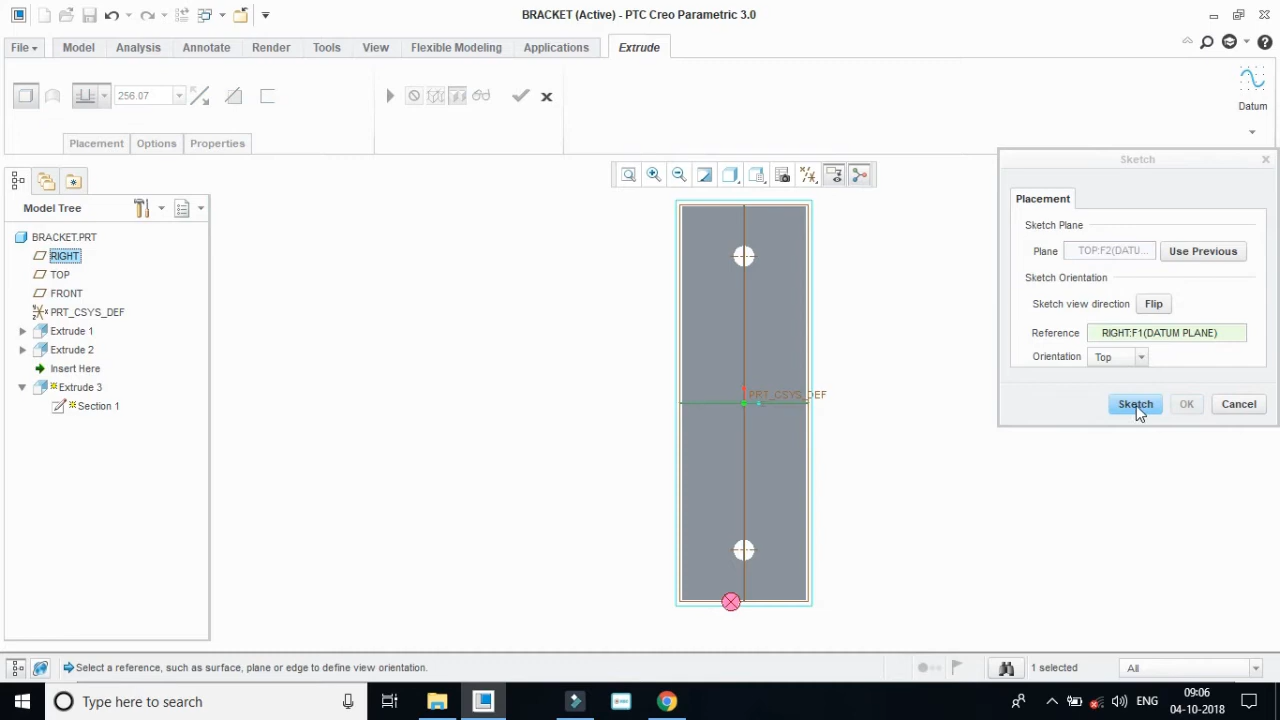 BRACKET (Active) - PTC Creo Parametric 3.0
File Model Analysis Annotate Render Tools View Flexible Modeling Applications Extrude
256.07
Datum
Placement Options Properties
Sketch
Placement
Sketch Plane
Plane TOP:F2(DATU... Use Previous
Sketch Orientation
Sketch view direction Flip
Reference RIGHT:F1(DATUM PLANE)
Orientation Top
Sketch OK Cancel
Model Tree
BRACKET.PRT
RIGHT
TOP
FRONT
PRT_CSYS_DEF
Extrude 1
Extrude 2
Insert Here
Extrude 3
Section 1
PRT_CSYS_DEF
Select a reference, such as surface, plane or edge to define view orientation.
1 selected
All
Type here to search
ENG
09:06
04-10-2018